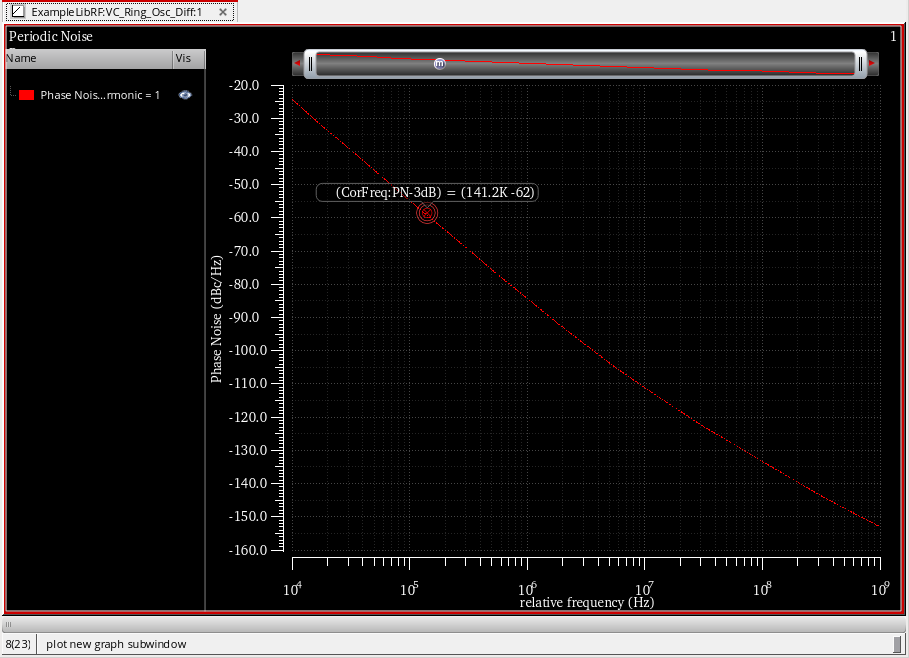 ExampleLibRF:VC_Ring_Osc_Diff:1
Periodic Noise
1
Name Vis
Phase Nois...rmonic = 1
m
-20.0
-30.0
-40.0
-50.0
(CorFreq:PN-3dB) = (141.2K -62)
-60.0
-70.0
-80.0
-90.0
-100.0
-110.0
-120.0
-130.0
-140.0
-150.0
-160.0
Phase Noise (dBc/Hz)
10^4 10^5 10^6 10^7 10^8 10^9
relative frequency (Hz)
8(23) plot new graph subwindow